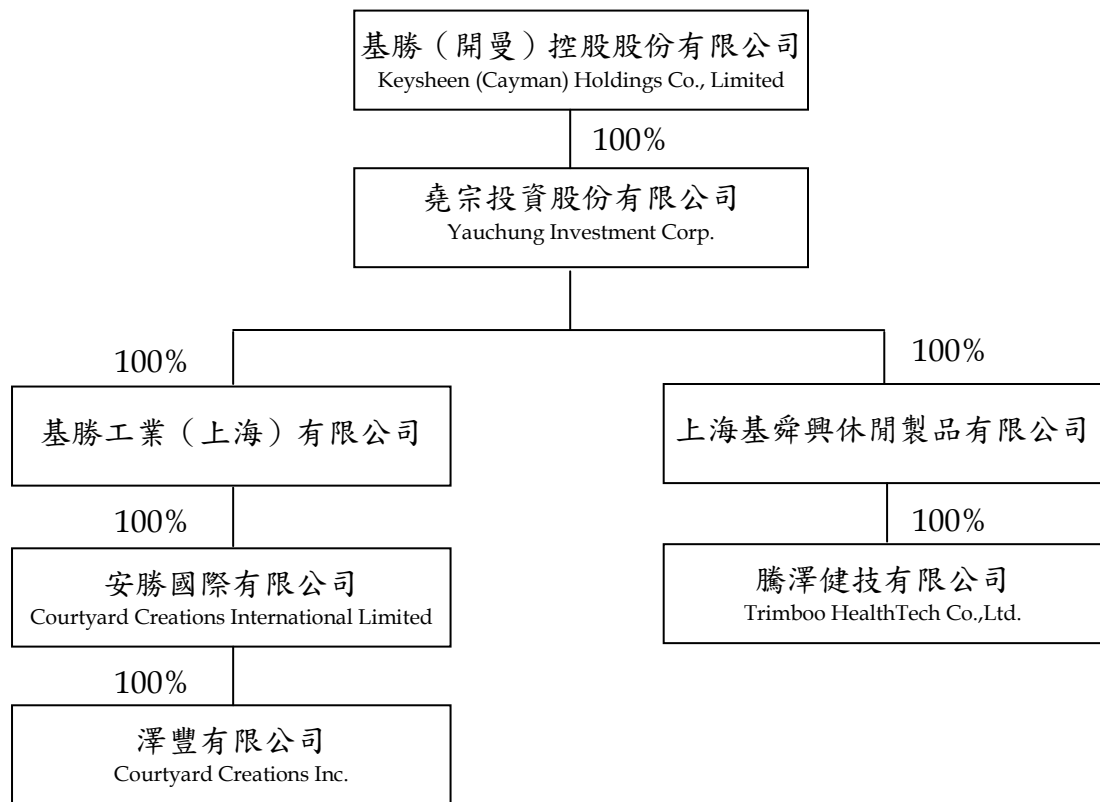 基勝（開曼）控股股份有限公司
Keysheen (Cayman) Holdings Co., Limited
100%
堯宗投資股份有限公司
Yauchung Investment Corp.
100%
100%
基勝工業（上海）有限公司
上海基舜興休閒製品有限公司
100%
100%
安勝國際有限公司
Courtyard Creations International Limited
騰澤健技有限公司
Trimboo HealthTech Co.,Ltd.
100%
澤豐有限公司
Courtyard Creations Inc.